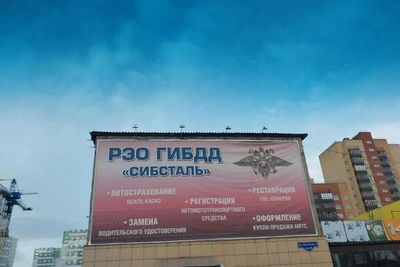 РЭО ГИБДД
«СИБСТАЛЬ»
• АВТОСТРАХОВАНИЕ
ОСАГО, КАСКО
• РЕСТАВРАЦИЯ
ГОС. НОМЕРОВ
• РЕГИСТРАЦИЯ
АВТОМОТОТРАНСПОРТНОГО
СРЕДСТВА
• ЗАМЕНА
ВОДИТЕЛЬСКОГО УДОСТОВЕРЕНИЯ
• ОФОРМЛЕНИЕ
КУПЛИ-ПРОДАЖИ АМТС